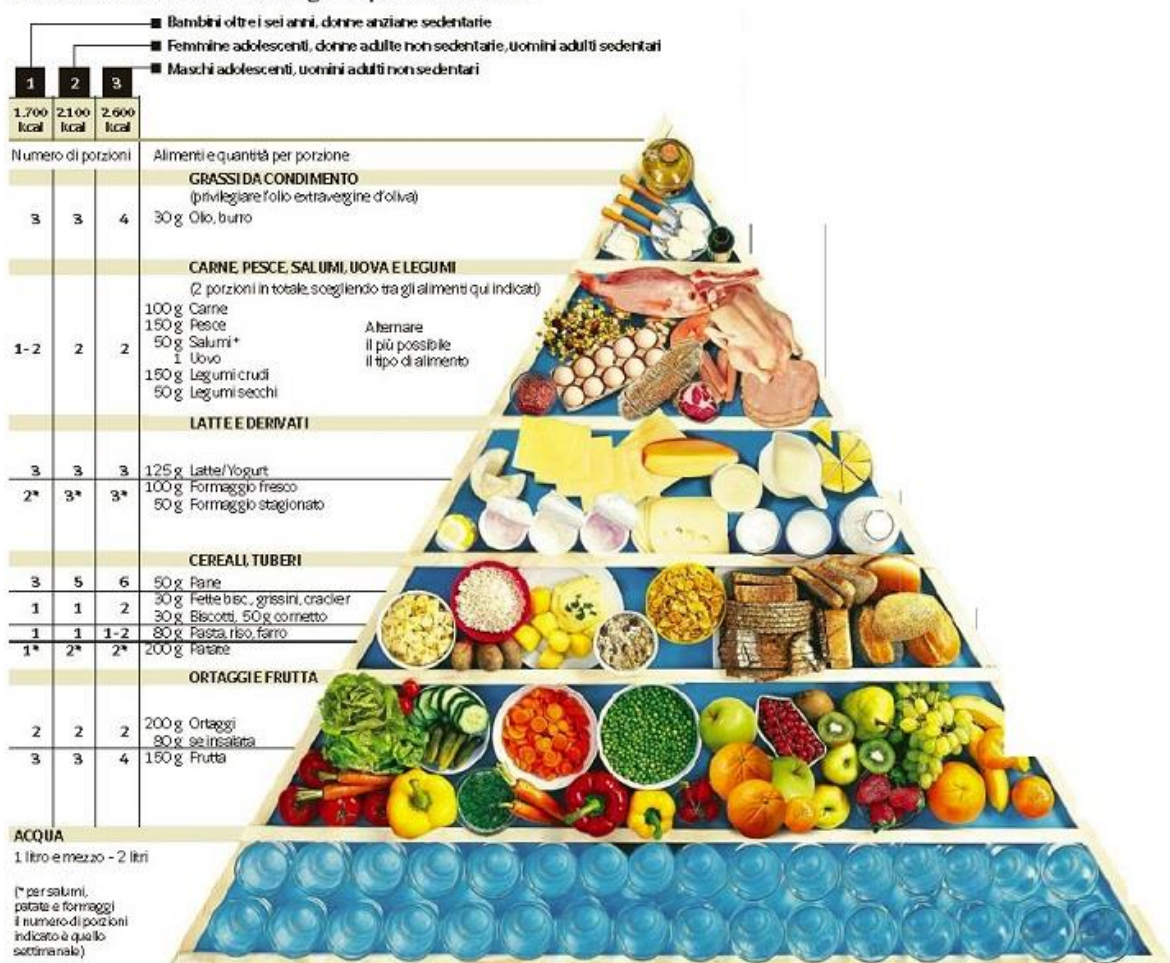 ■ Bambini oltre i sei anni, donne anziane sedentarie
■ Femmine adolescenti, donne adulte non sedentarie, uomini adulti sedentari
■ Maschi adolescenti, uomini adulti non sedentari
1 2 3
1.700 kcal 2.100 kcal 2.600 kcal
Numero di porzioni Alimenti e quantità per porzione
GRASSI DA CONDIMENTO
(privilegiare l'olio extravergine d'oliva)
3 3 4 30 g Olio, burro
CARNE, PESCE, SALUMI, UOVA E LEGUMI
(2 porzioni in totale, scegliendo tra gli alimenti qui indicati)
1-2 2 2
100 g Carne
150 g Pesce
50 g Salumi*
1 Uovo
150 g Legumi crudi
50 g Legumi secchi
Alternare
il più possibile
il tipo di alimento
LATTE E DERIVATI
3 3 3 125 g Latte/Yogurt
2* 3* 3* 100 g Formaggio fresco
50 g Formaggio stagionato
CEREALI, TUBERI
3 5 6 50 g Pane
1 1 2 30 g Fette bisc., grissini, cracker
30 g Biscotti, 50 g cornetto
1 1 1-2 80 g Pasta, riso, farro
1* 2* 2* 200 g Patate
ORTAGGI E FRUTTA
2 2 2 200 g Ortaggi
80 g se insalata
3 3 4 150 g Frutta
ACQUA
1 litro e mezzo - 2 litri
(* per salumi,
patate e formaggi
il numero di porzioni
indicato è quello
settimanale)